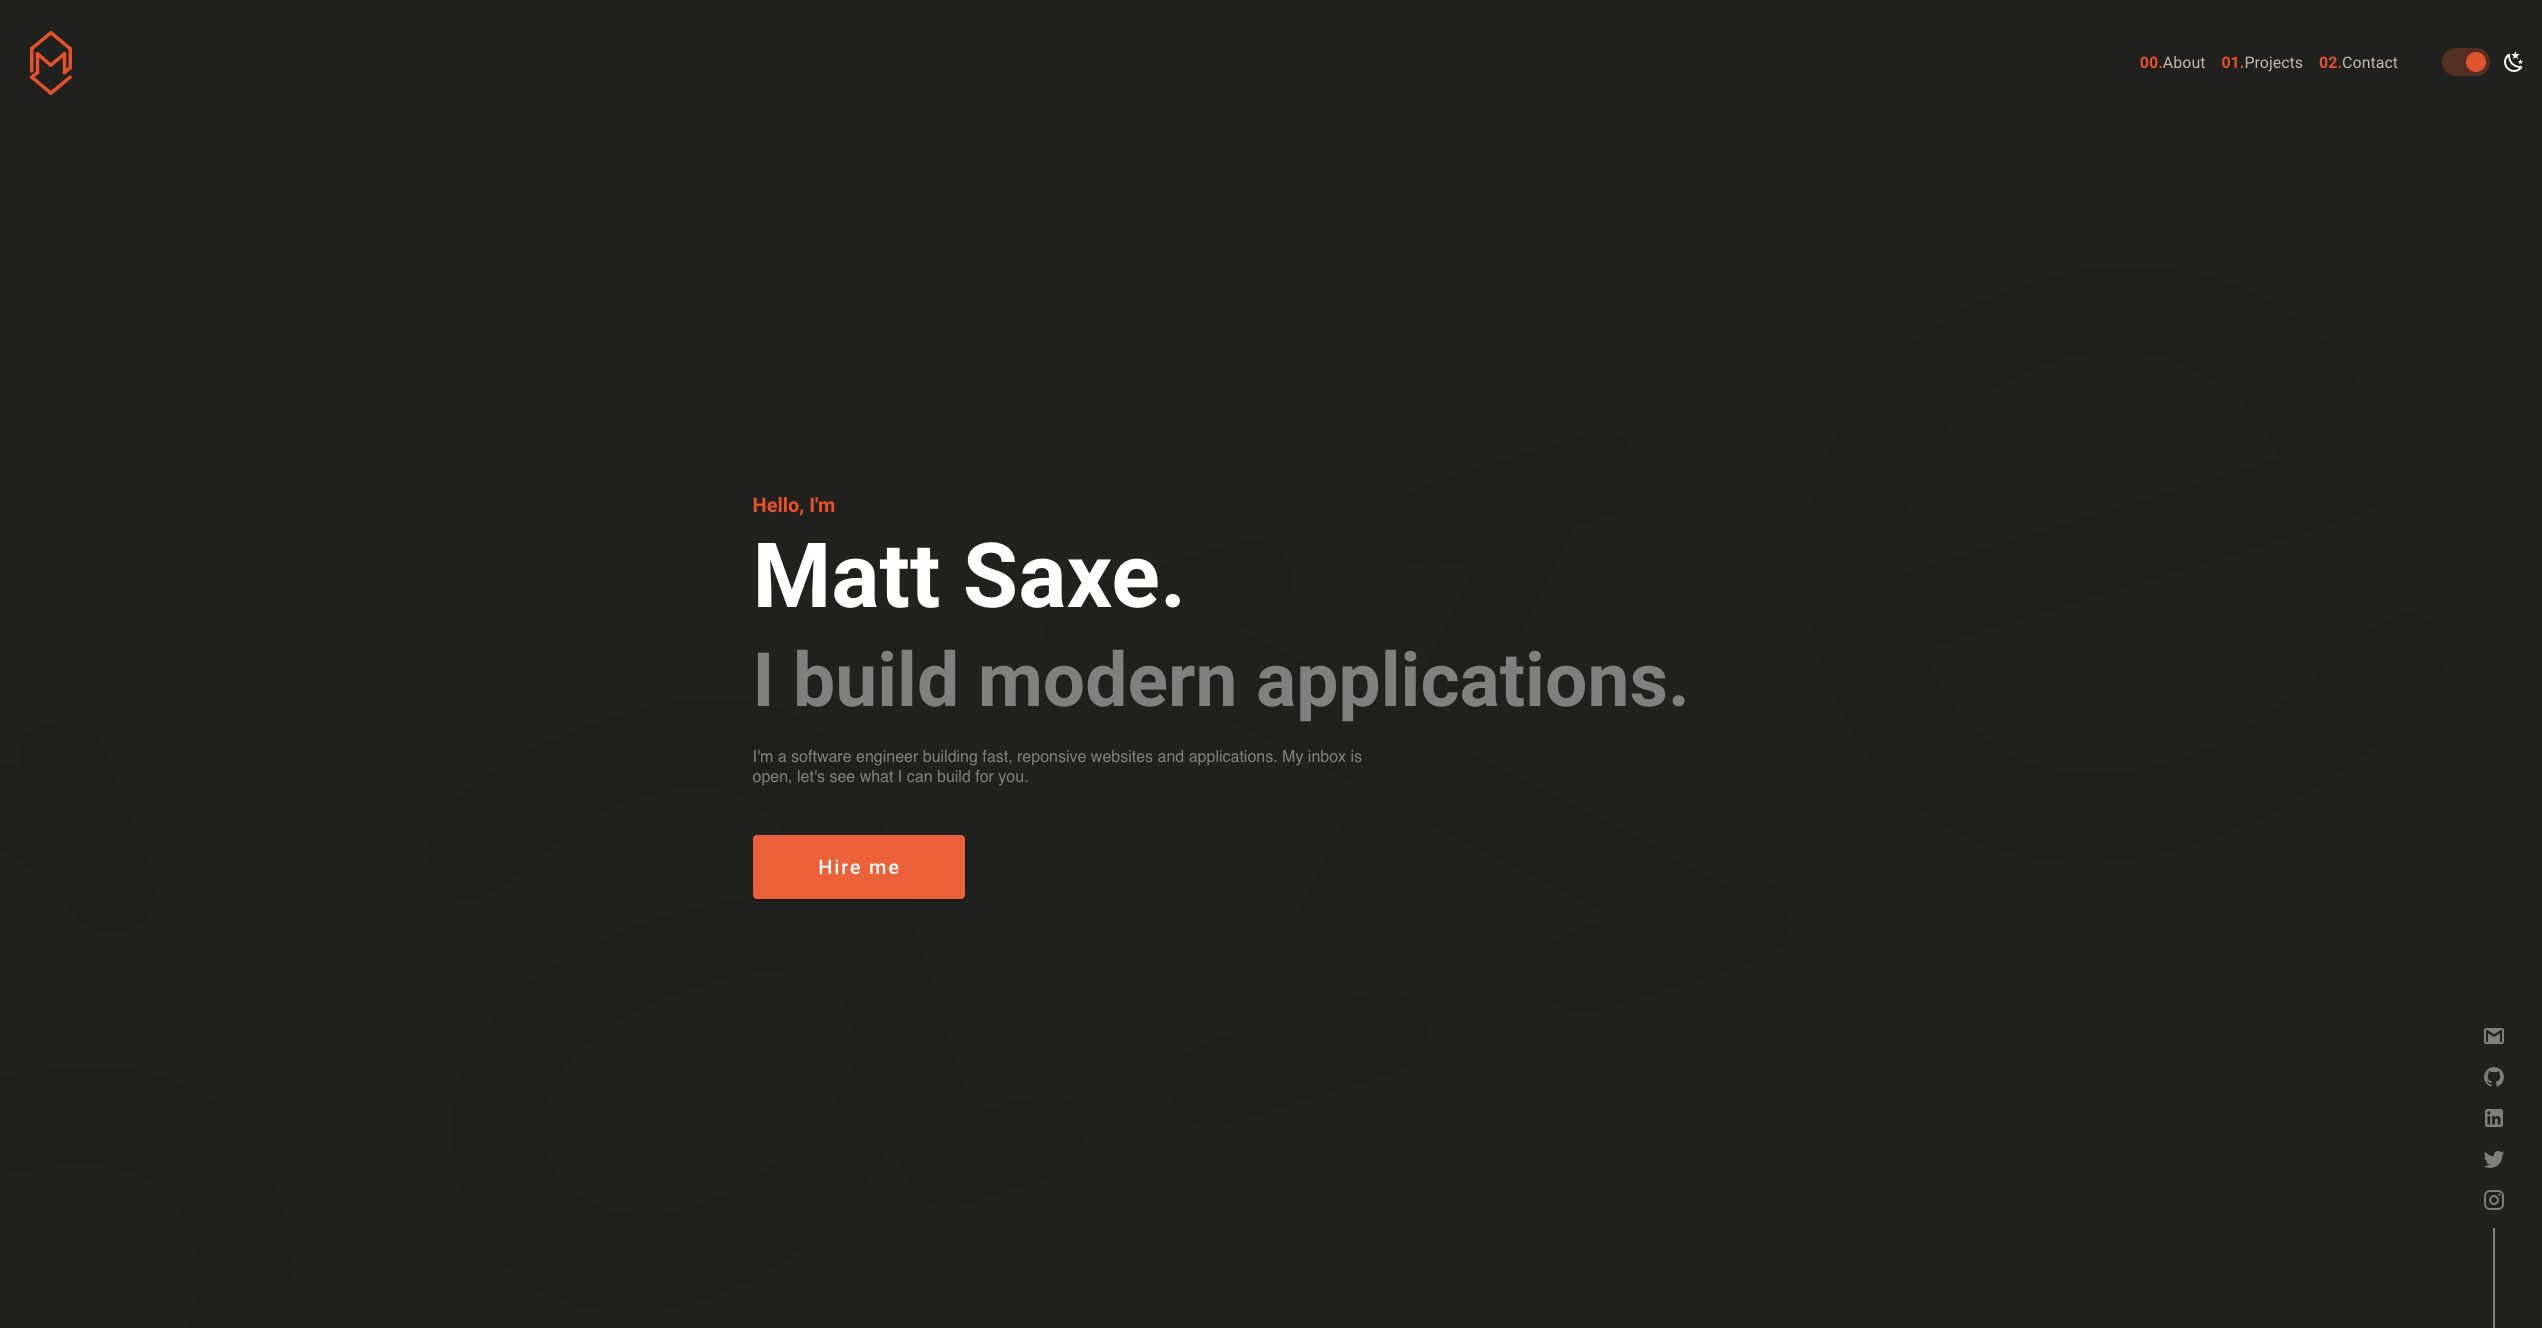 00.About 01.Projects 02.Contact
Hello, I'm
Matt Saxe.
I build modern applications.
I'm a software engineer building fast, reponsive websites and applications. My inbox is
open, let's see what I can build for you.
Hire me